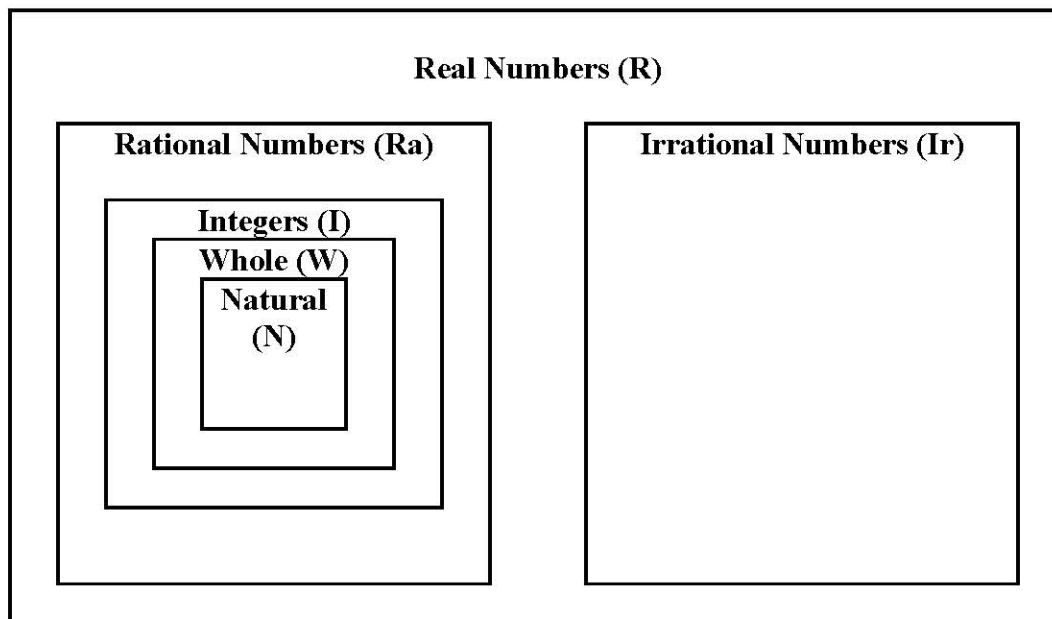 Real Numbers (R)
Rational Numbers (Ra)
Irrational Numbers (Ir)
Integers (I)
Whole (W)
Natural
(N)